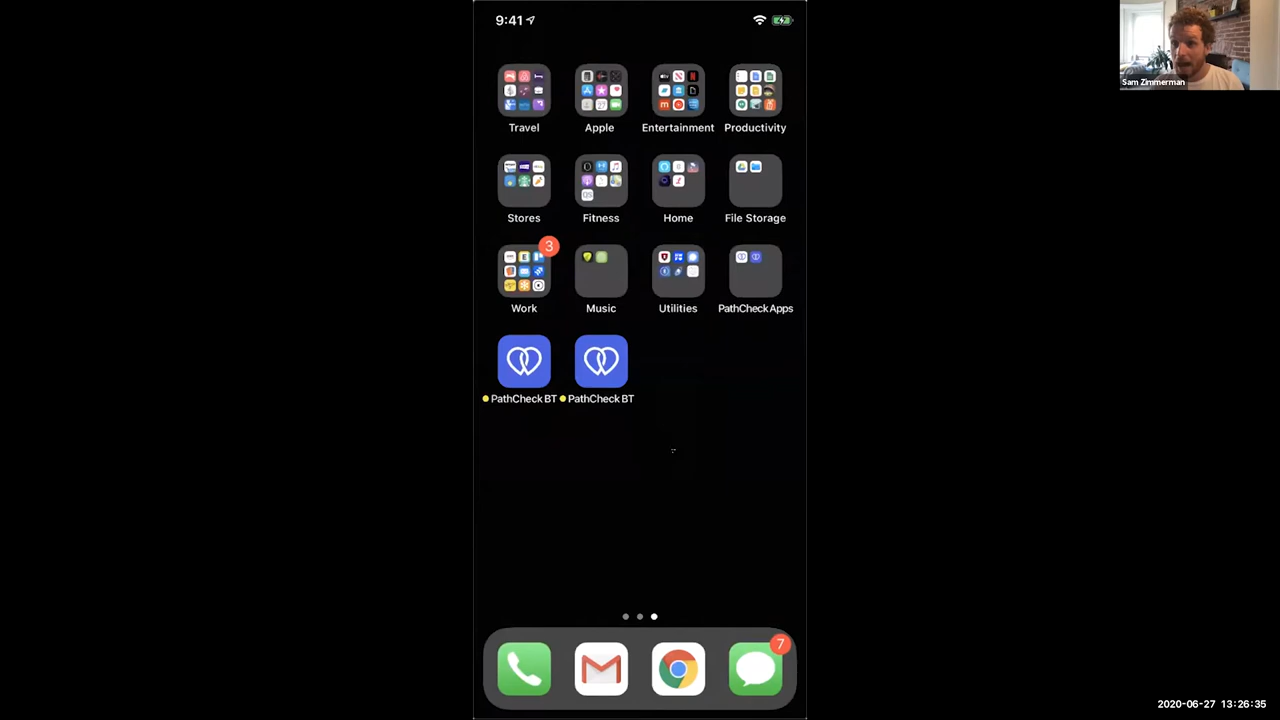 9:41
Sam Zimmerman
Travel
Apple
Entertainment
Productivity
Stores
Fitness
Home
File Storage
3
Work
Music
Utilities
PathCheck Apps
PathCheck BT
PathCheck BT
7
2020-06-27 13:26:35